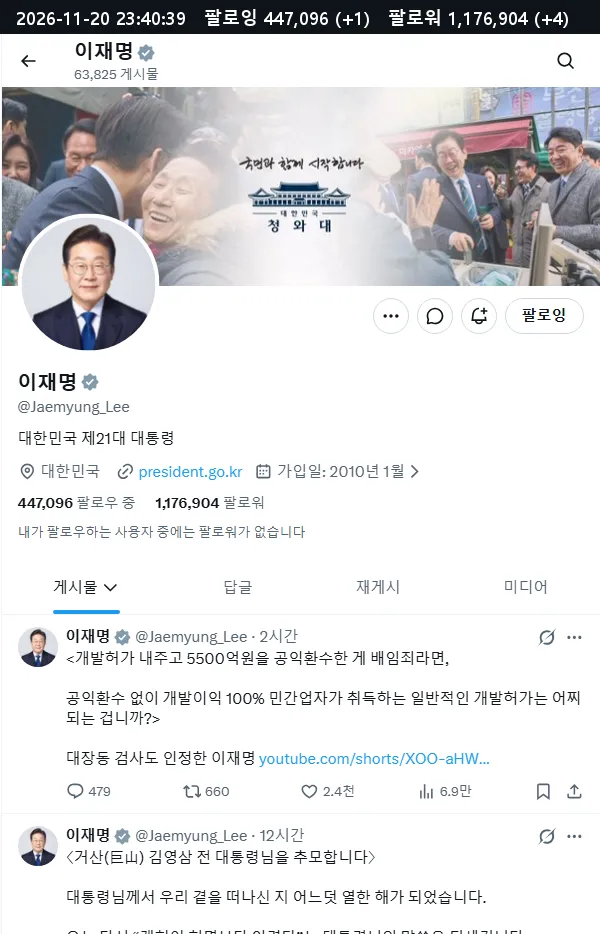 2026-11-20 23:40:39 팔로잉 447,096 (+1) 팔로워 1,176,904 (+4)
이재명
63,825 게시물
국민과 함께 시작합니다
대한민국
청와대
팔로잉
이재명
@Jaemyung_Lee
대한민국 제21대 대통령
대한민국 president.go.kr 가입일: 2010년 1월
447,096 팔로우 중 1,176,904 팔로워
내가 팔로우하는 사용자 중에는 팔로워가 없습니다
게시물 답글 재게시 미디어
이재명 @Jaemyung_Lee · 2시간
<개발허가 내주고 5500억원을 공익환수한 게 배임죄라면,
공익환수 없이 개발이익 100% 민간업자가 취득하는 일반적인 개발허가는 어찌
되는 겁니까?>
대장동 검사도 인정한 이재명 youtube.com/shorts/XOO-aHW...
479 660 2.4천 6.9만
이재명 @Jaemyung_Lee · 12시간
〈거산(巨山) 김영삼 전 대통령님을 추모합니다〉
대통령님께서 우리 곁을 떠나신 지 어느덧 열한 해가 되었습니다.